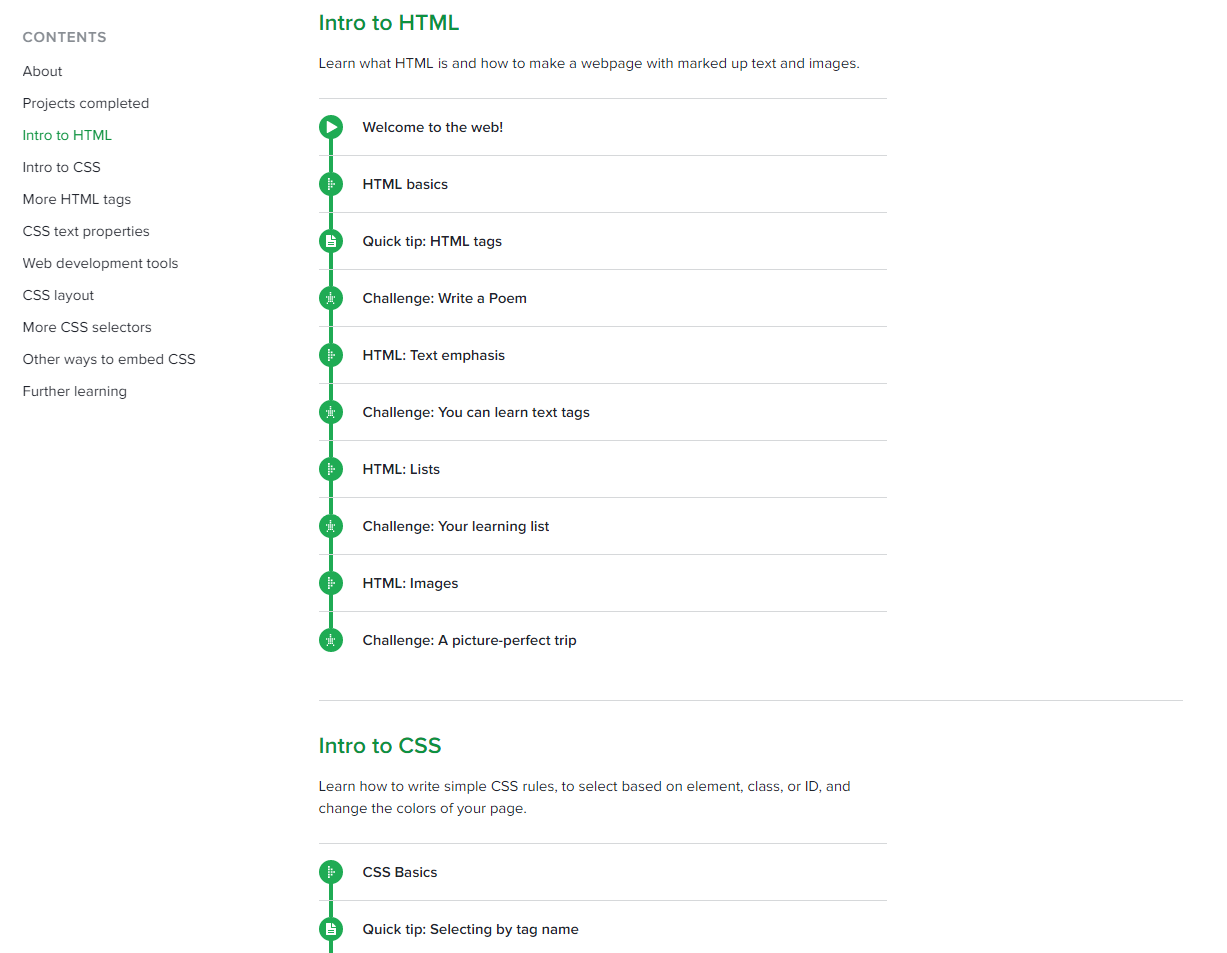 CONTENTS
About
Projects completed
Intro to HTML
Intro to CSS
More HTML tags
CSS text properties
Web development tools
CSS layout
More CSS selectors
Other ways to embed CSS
Further learning
Intro to HTML
Learn what HTML is and how to make a webpage with marked up text and images.
Welcome to the web!
HTML basics
Quick tip: HTML tags
Challenge: Write a Poem
HTML: Text emphasis
Challenge: You can learn text tags
HTML: Lists
Challenge: Your learning list
HTML: Images
Challenge: A picture-perfect trip
Intro to CSS
Learn how to write simple CSS rules, to select based on element, class, or ID, and
change the colors of your page.
CSS Basics
Quick tip: Selecting by tag name